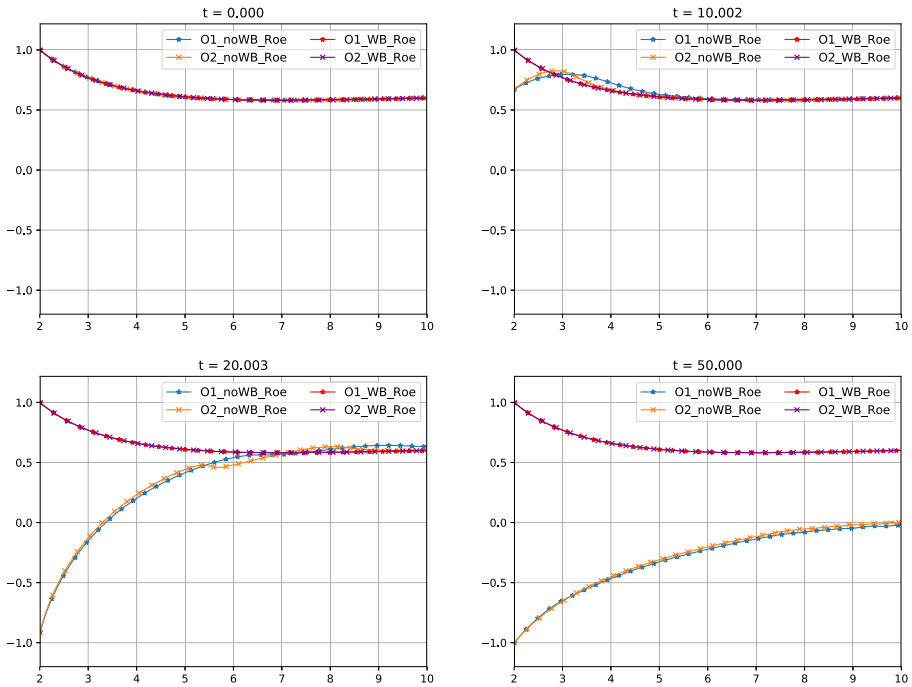 t = 0.000
O1_noWB_Roe O1_WB_Roe
O2_noWB_Roe O2_WB_Roe
1.0
0.5
0.0
−0.5
−1.0
2 3 4 5 6 7 8 9 10
t = 10.002
O1_noWB_Roe O1_WB_Roe
O2_noWB_Roe O2_WB_Roe
1.0
0.5
0.0
−0.5
−1.0
2 3 4 5 6 7 8 9 10
t = 20.003
O1_noWB_Roe O1_WB_Roe
O2_noWB_Roe O2_WB_Roe
1.0
0.5
0.0
−0.5
−1.0
2 3 4 5 6 7 8 9 10
t = 50.000
O1_noWB_Roe O1_WB_Roe
O2_noWB_Roe O2_WB_Roe
1.0
0.5
0.0
−0.5
−1.0
2 3 4 5 6 7 8 9 10